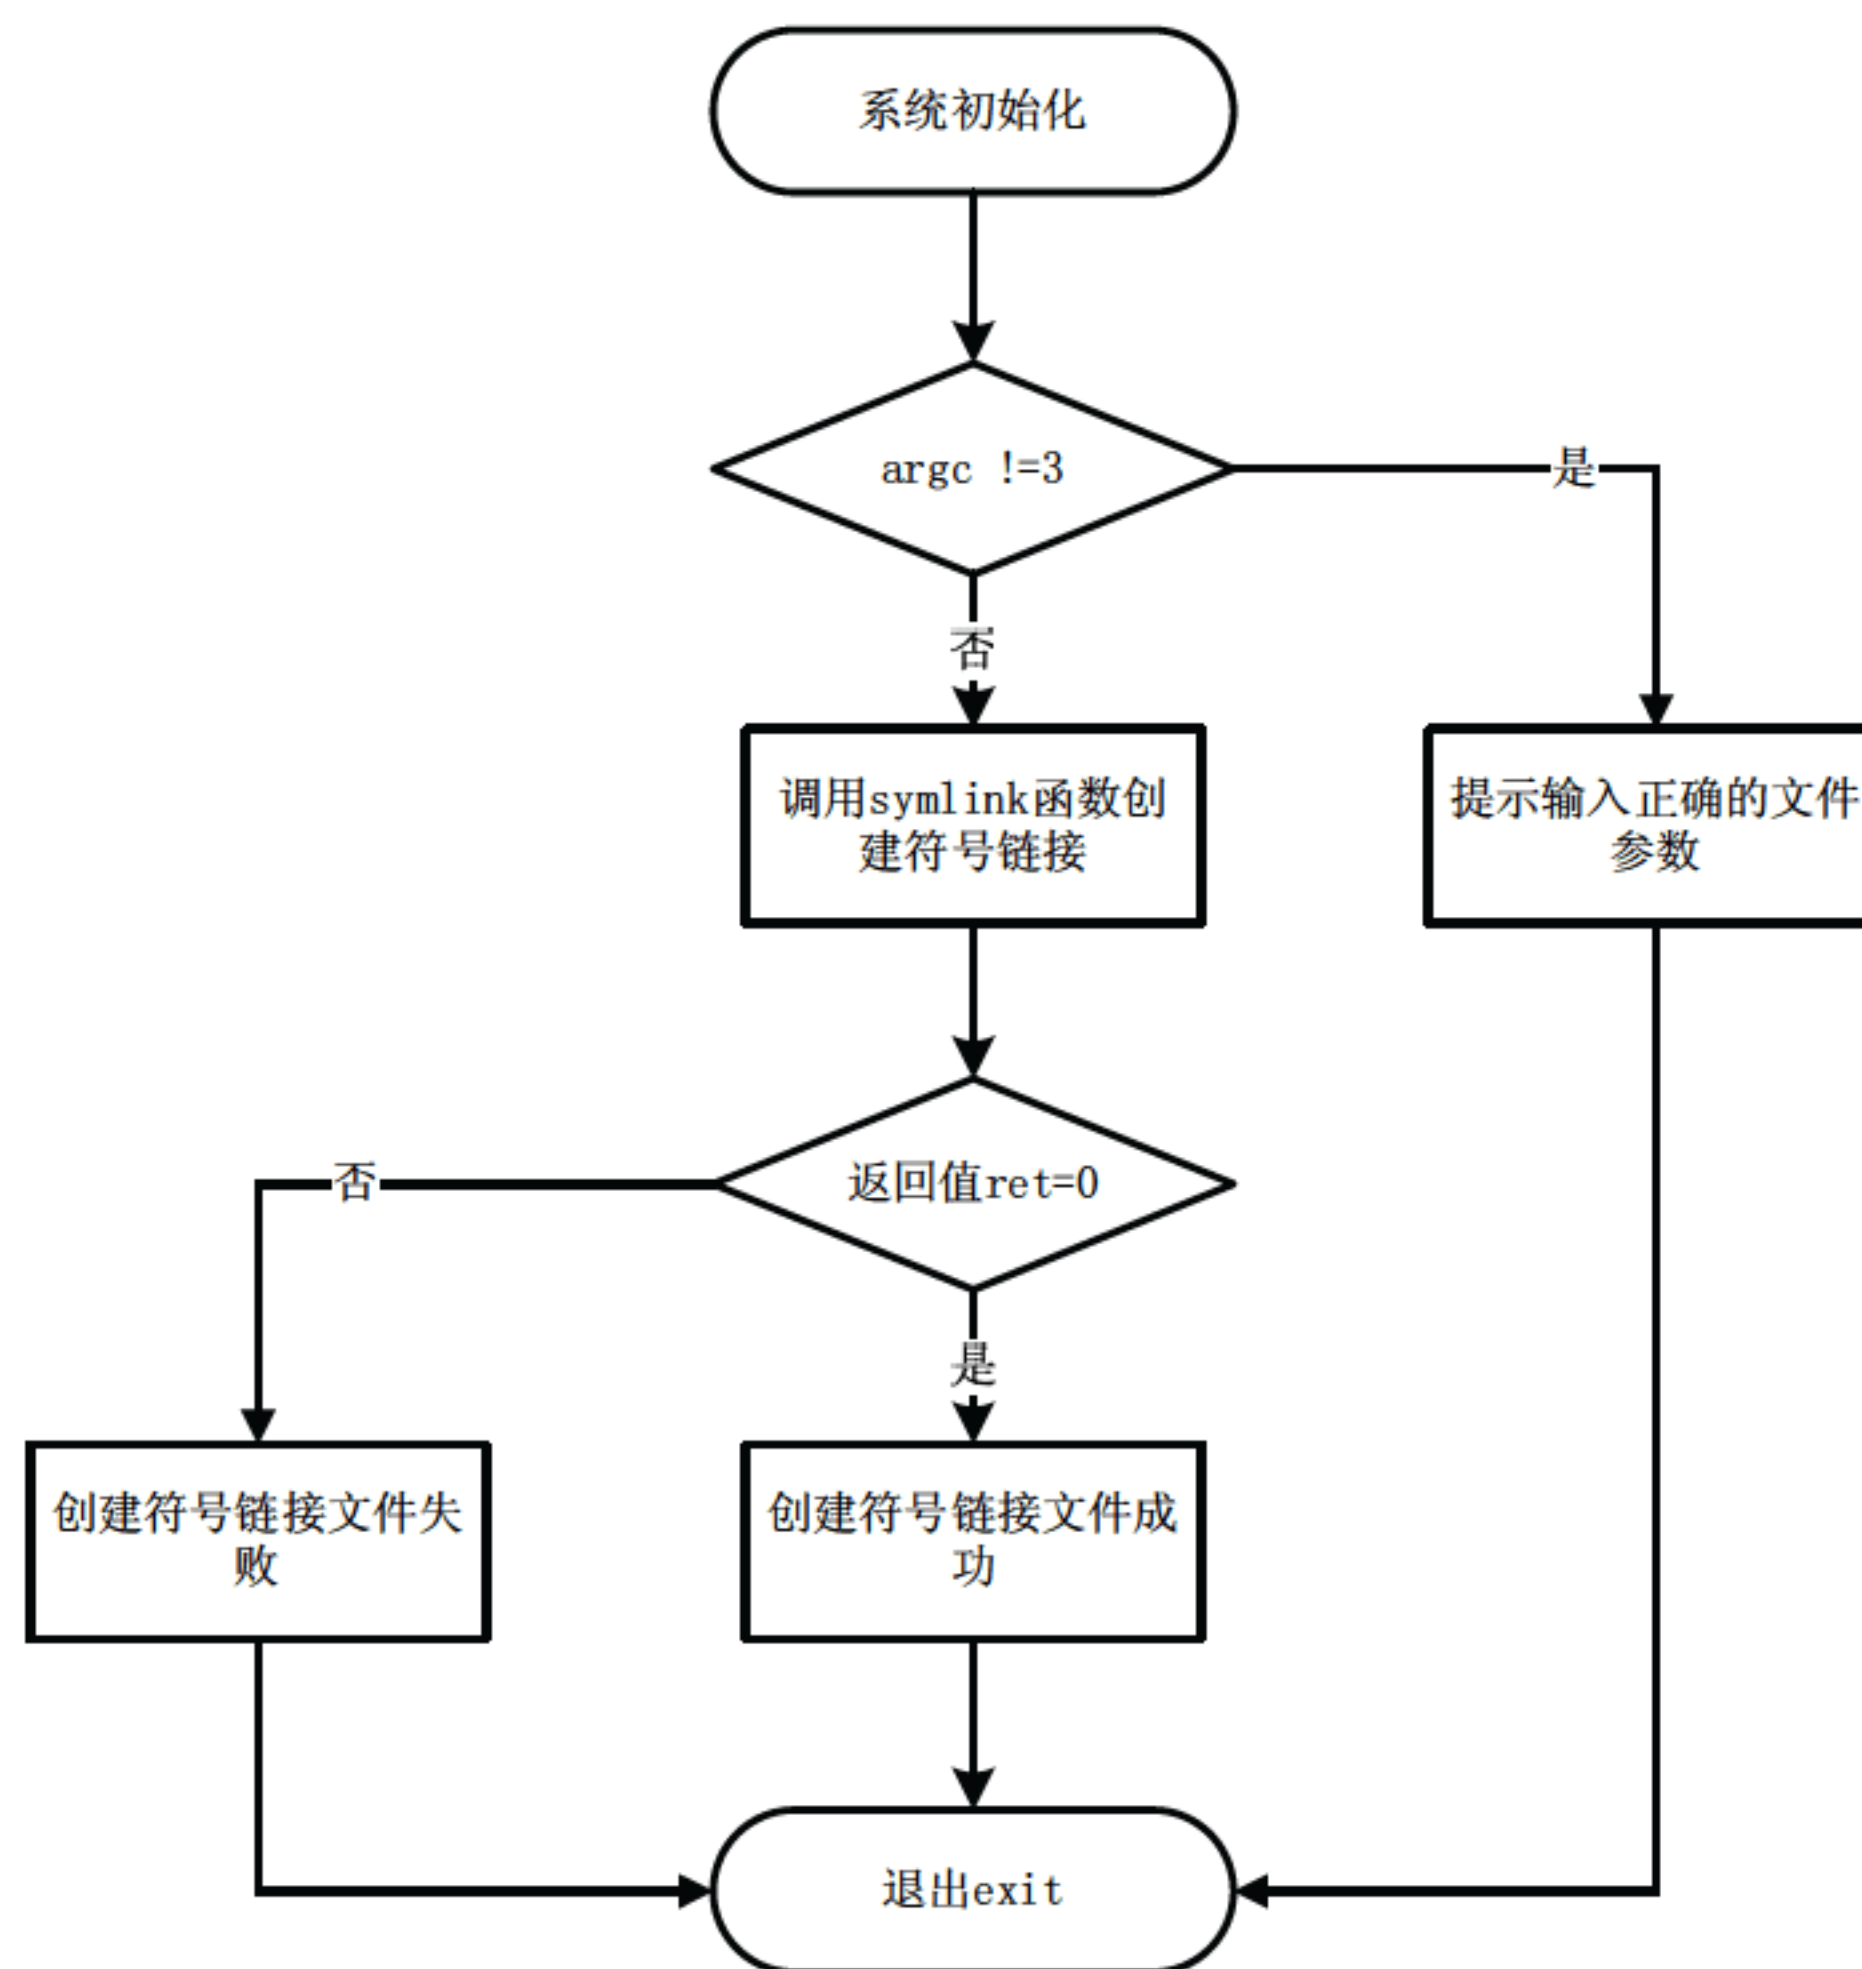 系统初始化
argc !=3
是
否
调用symlink函数创
建符号链接
提示输入正确的文件
参数
返回值ret=0
否
是
创建符号链接文件失
败
创建符号链接文件成
功
退出exit